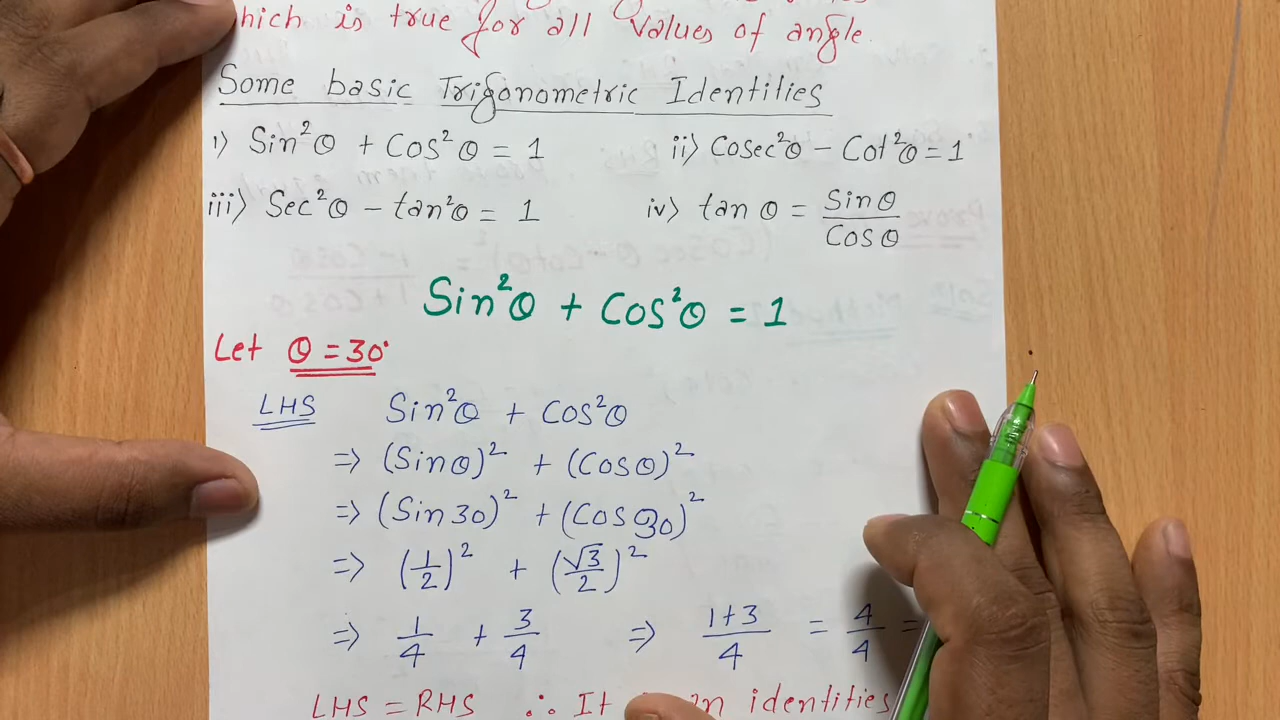 which is true for all values of angle.
Some basic Trigonometric Identities
i) Sin²θ + Cos²θ = 1 ii) Cosec²θ - Cot²θ = 1
iii) Sec²θ - tan²θ = 1 iv) tan θ = Sinθ / Cosθ
Sin²θ + Cos²θ = 1
Let θ = 30°
LHS Sin²θ + Cos²θ
⇒ (Sinθ)² + (Cosθ)²
⇒ (Sin30)² + (Cos30)²
⇒ (1/2)² + (√3/2)²
⇒ 1/4 + 3/4 ⇒ 1+3/4 = 4/4 =
LHS = RHS ∴ It identities